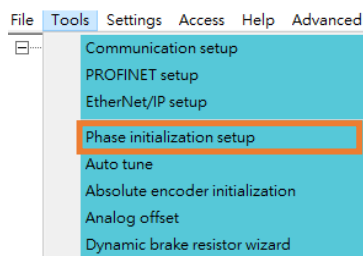 File Tools Settings Access Help Advanced
Communication setup
PROFINET setup
EtherNet/IP setup
Phase initialization setup
Auto tune
Absolute encoder initialization
Analog offset
Dynamic brake resistor wizard